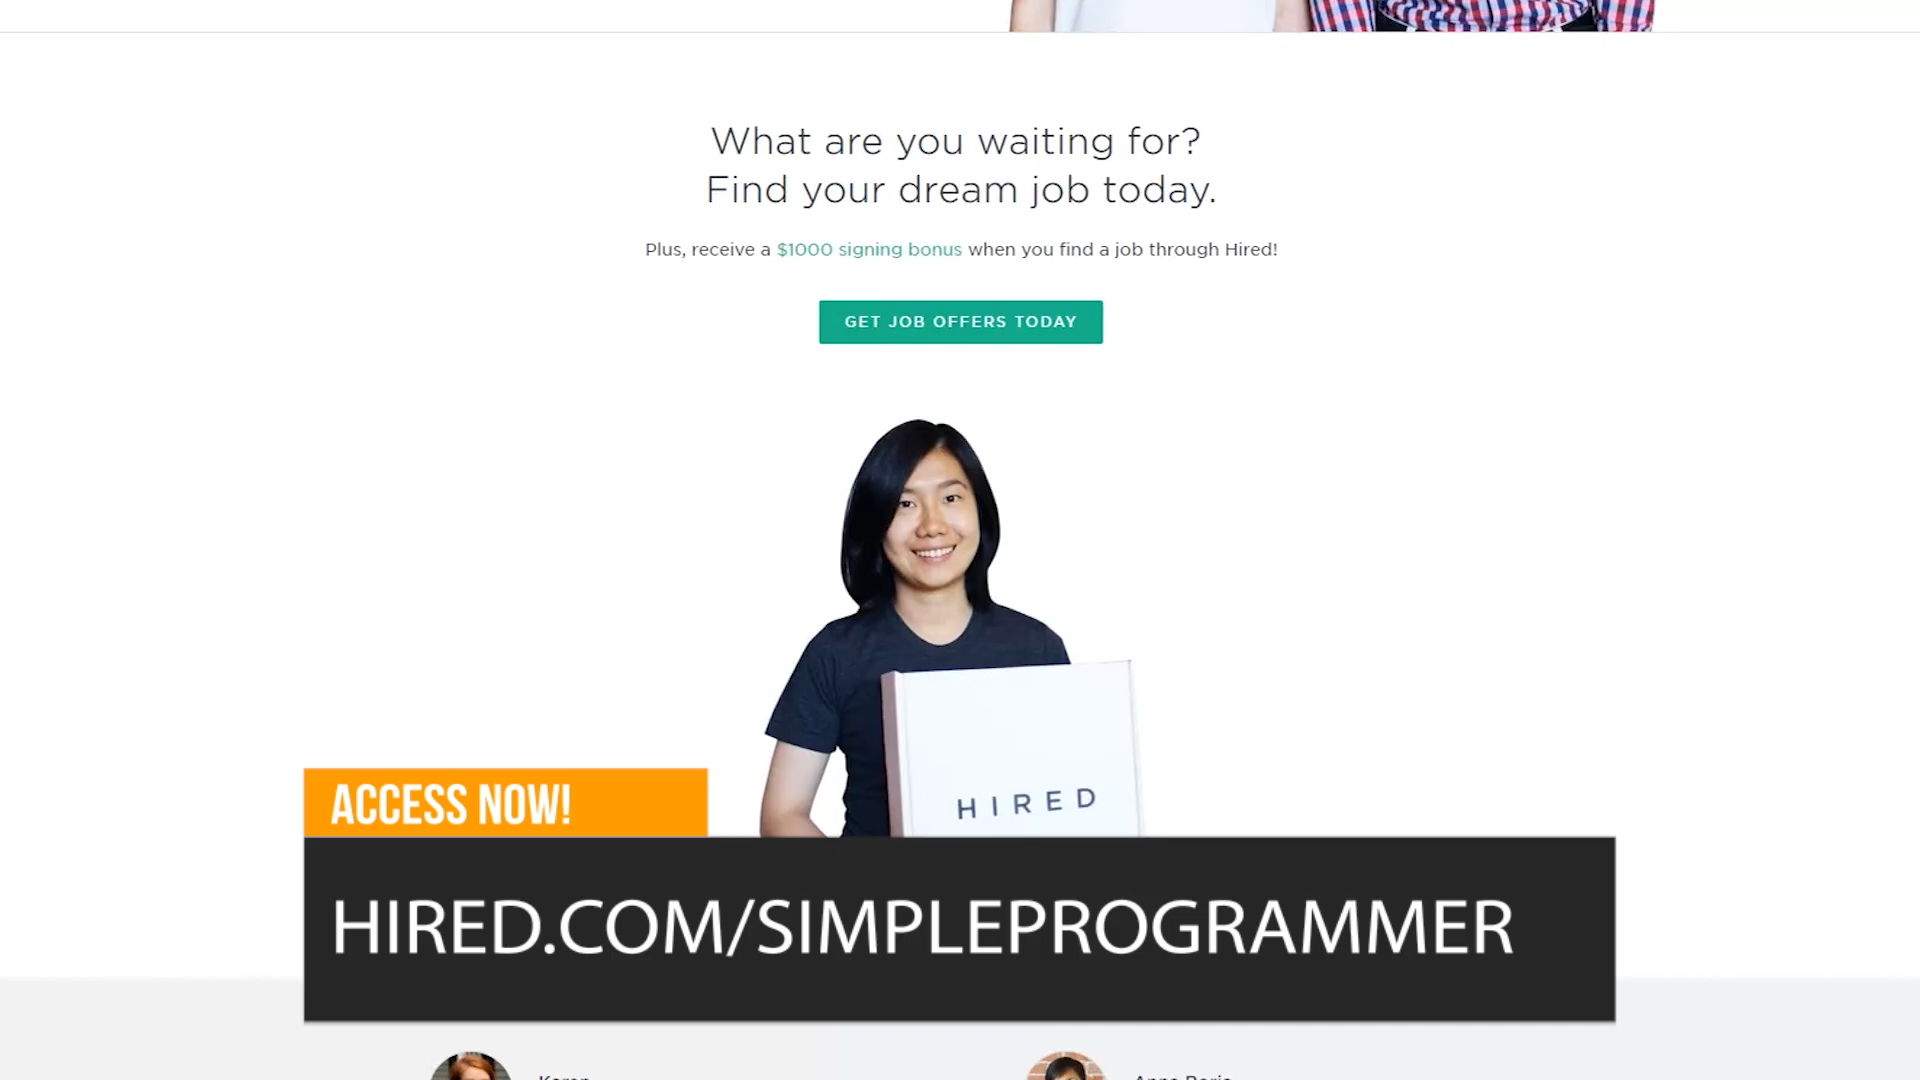 What are you waiting for?
Find your dream job today.
Plus, receive a $1000 signing bonus when you find a job through Hired!
GET JOB OFFERS TODAY
HIRED
ACCESS NOW!
HIRED.COM/SIMPLEPROGRAMMER